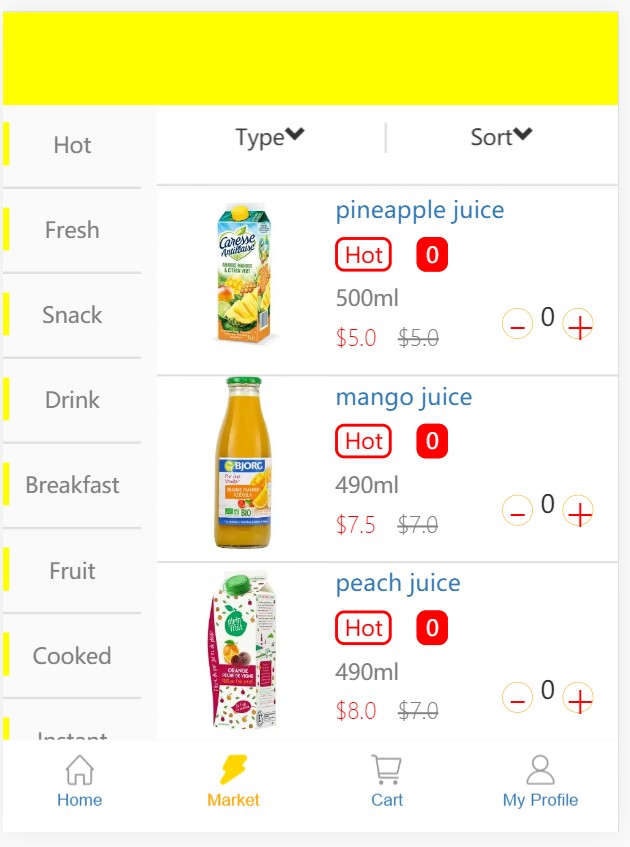 Type
Sort
Hot
Fresh
Snack
Drink
Breakfast
Fruit
Cooked
Instant
pineapple juice
Hot 0
500ml
$5.0 $5.0
0
Caresse
Antillaise
mango juice
Hot 0
490ml
$7.5 $7.0
0
BJORG
BIO
peach juice
Hot 0
490ml
$8.0 $7.0
0
ORANGE
Home
Market
Cart
My Profile